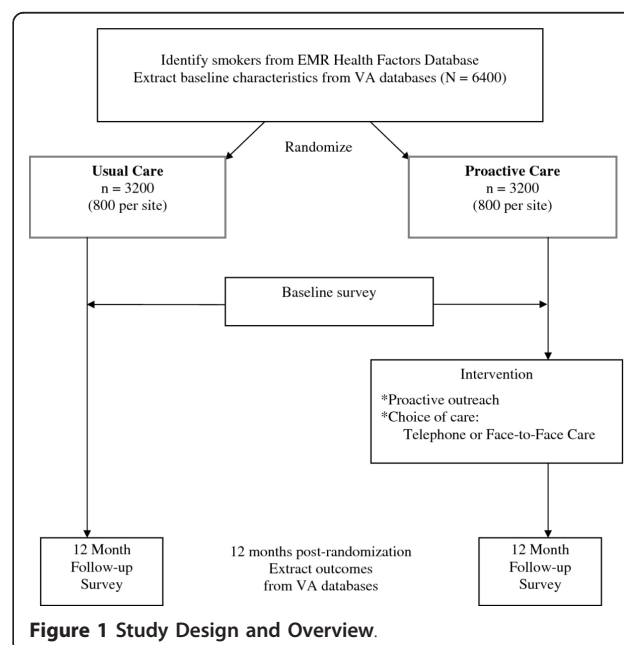 Identify smokers from EMR Health Factors Database
Extract baseline characteristics from VA databases (N = 6400)
Randomize
Usual Care
n = 3200
(800 per site)
Proactive Care
n = 3200
(800 per site)
Baseline survey
Intervention
*Proactive outreach
*Choice of care:
Telephone or Face-to-Face Care
12 Month
Follow-up
Survey
12 months post-randomization
Extract outcomes
from VA databases
12 Month
Follow-up
Survey
Figure 1 Study Design and Overview.